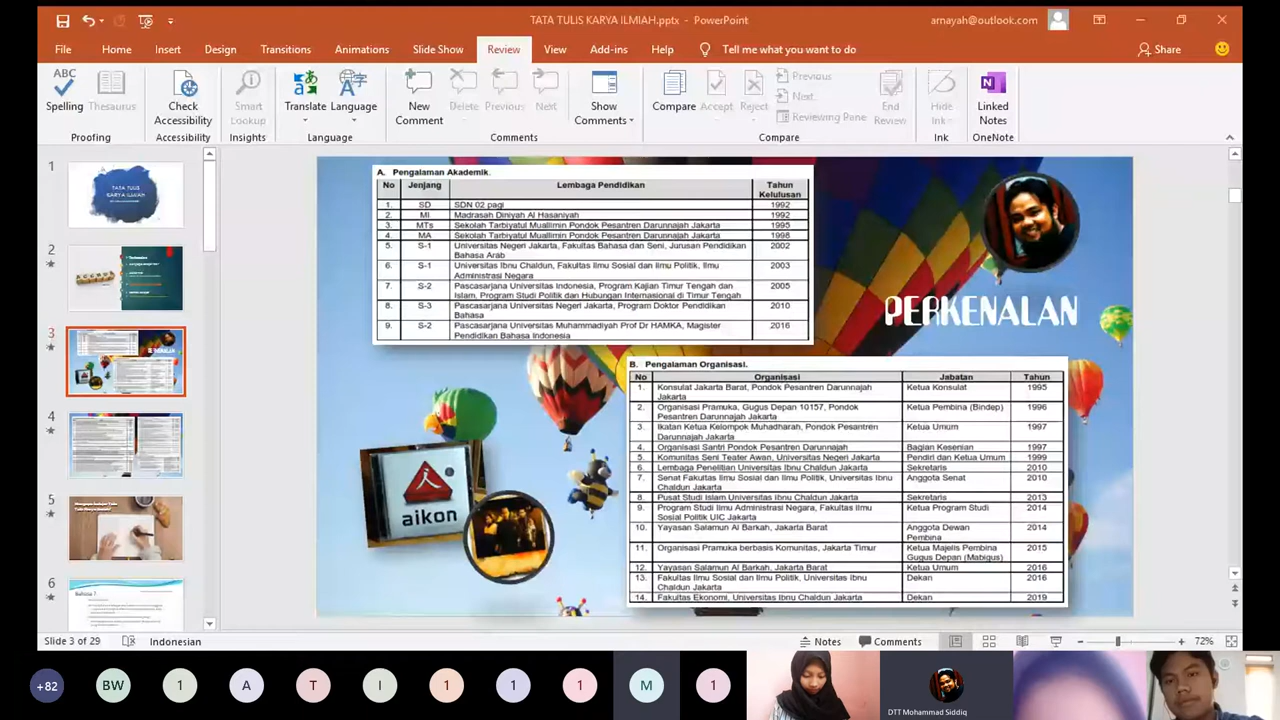 TATA TULIS KARYA ILMIAH.pptx - PowerPoint
arnayah@outlook.com
File Home Insert Design Transitions Animations Slide Show Review View Add-ins Help Tell me what you want to do Share
ABC
Spelling Thesaurus Check Accessibility Smart Lookup Translate Language New Comment Delete Previous Next Show Comments Compare Accept Reject Previous Next Reviewing Pane End Review Hide Ink Linked Notes
Proofing Accessibility Insights Language Comments Compare Ink OneNote
1
TATA TULIS
KARYA ILMIAH
2
3
4
5
6
A. Pengalaman Akademik.
No Jenjang Lembaga Pendidikan Tahun Kelulusan
1. SD SDN 02 pagi 1992
2. MI Madrasah Diniyah Al Hasaniyah 1992
3. MTs Sekolah Tarbiyatul Muallimin Pondok Pesantren Darunnajah Jakarta 1995
4. MA Sekolah Tarbiyatul Muallimin Pondok Pesantren Darunnajah Jakarta 1998
5. S-1 Universitas Negeri Jakarta, Fakultas Bahasa dan Seni, Jurusan Pendidikan 2002
Bahasa Arab
6. S-1 Universitas Ibnu Chaldun, Fakultas Ilmu Sosial dan Ilmu Politik, Ilmu 2003
Administrasi Negara
7. S-2 Pascasarjana Universitas Indonesia, Program Kajian Timur Tengah dan 2005
Islam, Program Studi Politik dan Hubungan Internasional di Timur Tengah
8. S-3 Pascasarjana Universitas Negeri Jakarta, Program Doktor Pendidikan 2010
Bahasa
9. S-2 Pascasarjana Universitas Muhammadiyah Prof Dr HAMKA, Magister 2016
Pendidikan Bahasa Indonesia
PERKENALAN
B. Pengalaman Organisasi.
No Organisasi Jabatan Tahun
1. Konsulat Jakarta Barat, Pondok Pesantren Darunnajah Ketua Konsulat 1995
Jakarta
2. Organisasi Pramuka, Gugus Depan 10157, Pondok Ketua Pembina (Bindep) 1996
Pesantren Darunnajah Jakarta
3. Ikatan Ketua Kelompok Muhadharah, Pondok Pesantren Ketua Umum 1997
Darunnajah Jakarta
4. Organisasi Santri Pondok Pesantren Darunnajah Bagian Kesenian 1997
5. Komunitas Seni Teater Awan, Universitas Negeri Jakarta Pendiri dan Ketua Umum 1999
6. Lembaga Penelitian Universitas Ibnu Chaldun Jakarta Sekretaris 2010
7. Senat Fakultas Ilmu Sosial dan Ilmu Politik, Universitas Ibnu Anggota Senat 2010
Chaldun Jakarta
8. Pusat Studi Islam Universitas Ibnu Chaldun Jakarta Sekretaris 2013
9. Program Studi Ilmu Administrasi Negara, Fakultas Ilmu Ketua Program Studi 2014
Sosial Politik UIC Jakarta
10. Yayasan Salamun Al Barkah, Jakarta Barat Anggota Dewan 2014
Pembina
11. Organisasi Pramuka berbasis Komunitas, Jakarta Timur Ketua Majelis Pembina 2015
Gugus Depan (Mabigus)
12. Yayasan Salamun Al Barkah, Jakarta Barat Ketua Umum 2016
13. Fakultas Ilmu Sosial dan Ilmu Politik, Universitas Ibnu Dekan 2016
Chaldun Jakarta
14. Fakultas Ekonomi, Universitas Ibnu Chaldun Jakarta Dekan 2019
aikon
Slide 3 of 29 Indonesian Notes Comments 72%
+82 BW 1 A T I 1 1 1 M 1
DTT Mohammad Siddiq